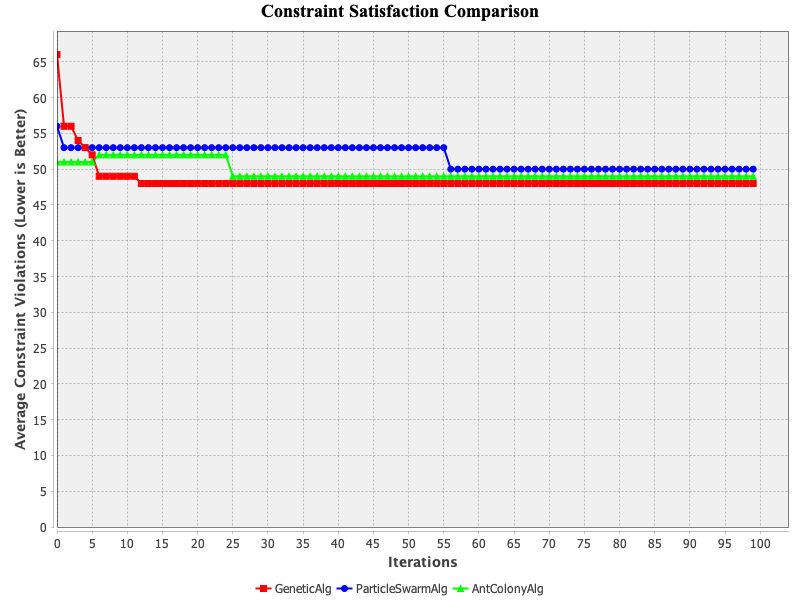 Constraint Satisfaction Comparison
Average Constraint Violations (Lower is Better)
65
60
55
50
45
40
35
30
25
20
15
10
5
0
0 5 10 15 20 25 30 35 40 45 50 55 60 65 70 75 80 85 90 95 100
Iterations
GeneticAlg ParticleSwarmAlg AntColonyAlg